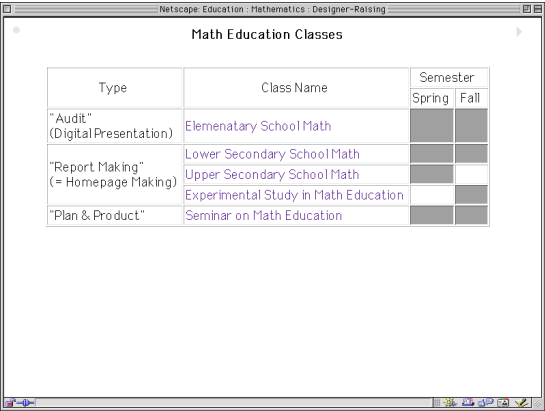 Netscape: Education : Mathematics : Designer-Raising
Math Education Classes
Type
Class Name
Semester
Spring
Fall
"Audit"
(Digital Presentation)
Elemenatary School Math
"Report Making"
(= Homepage Making)
Lower Secondary School Math
Upper Secondary School Math
Experimental Study in Math Education
"Plan & Product"
Seminar on Math Education